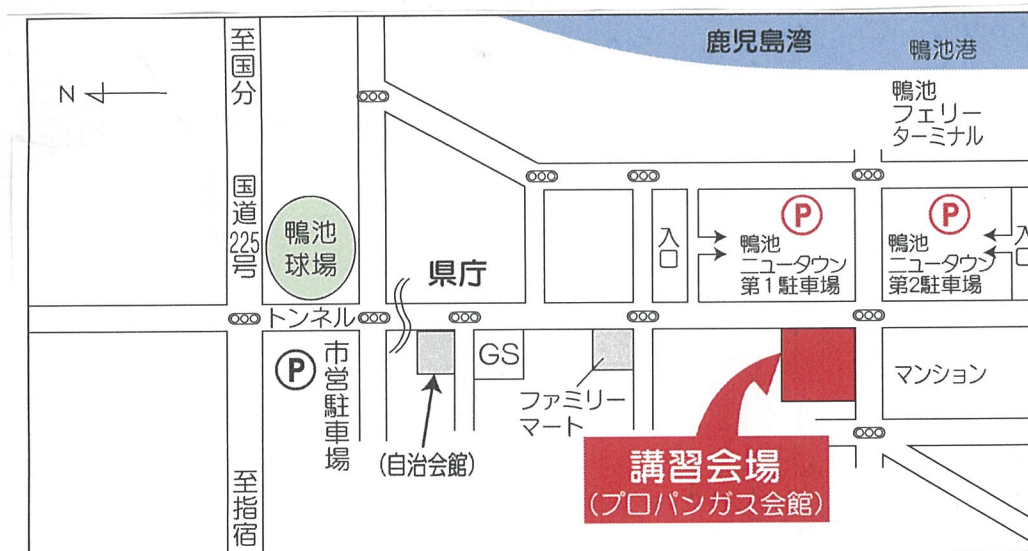 鹿児島湾
鴨池港
鴨池
フェリー
ターミナル
N
至国分
国道225号
至指宿
鴨池
球場
トンネル
P
市営駐車場
県庁
(自治会館)
GS
ファミリー
マート
入口
P
鴨池
ニュータウン
第1駐車場
P
鴨池
ニュータウン
第2駐車場
入口
マンション
講習会場
(プロパンガス会館)